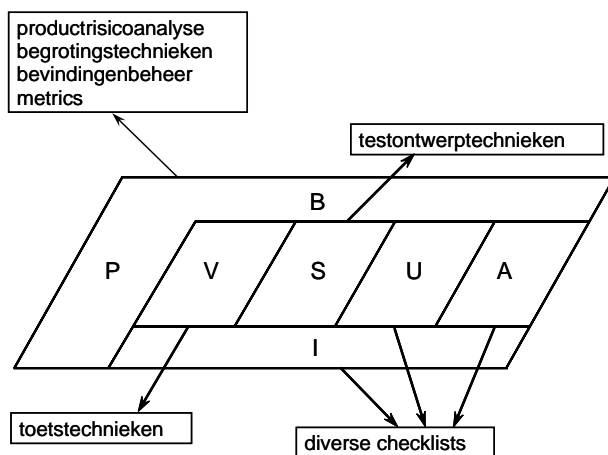 productrisicoanalyse
begrotingstechnieken
bevindingenbeheer
metrics
testontwerptechnieken
B
P
V
S
U
A
I
toetstechnieken
diverse checklists